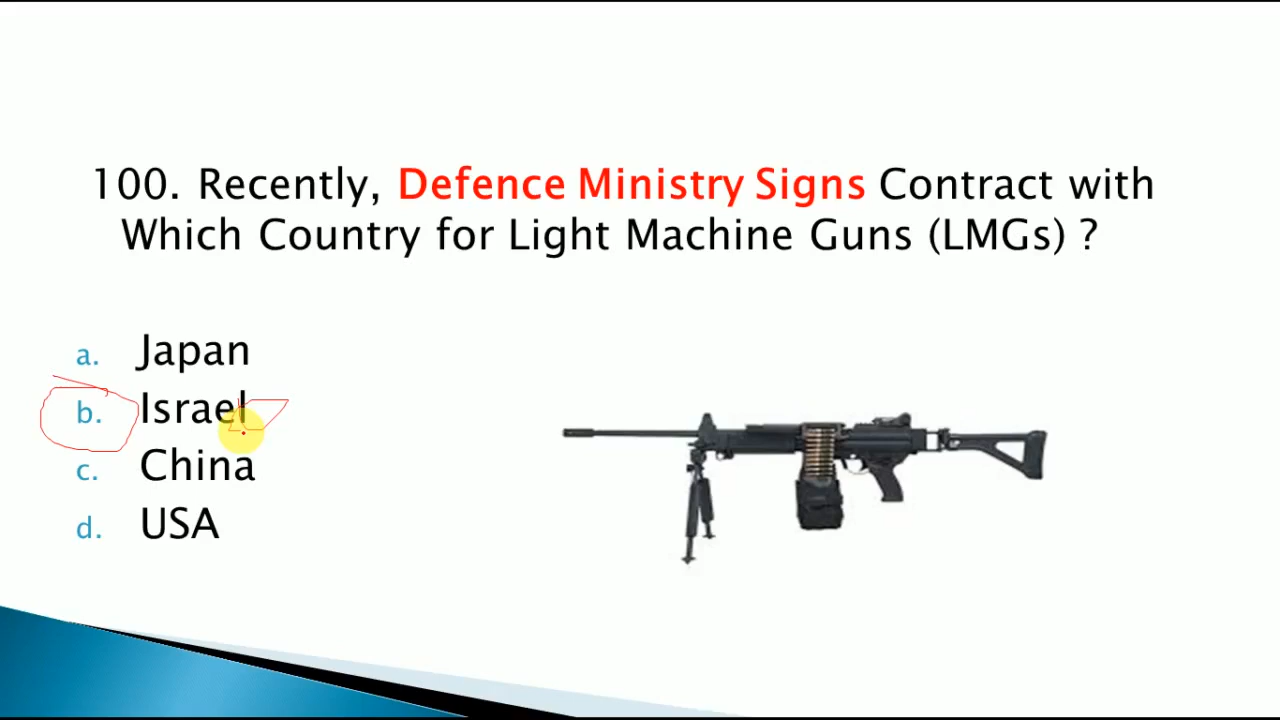 100. Recently, Defence Ministry Signs Contract with
Which Country for Light Machine Guns (LMGs) ?
a. Japan
b. Israel
c. China
d. USA